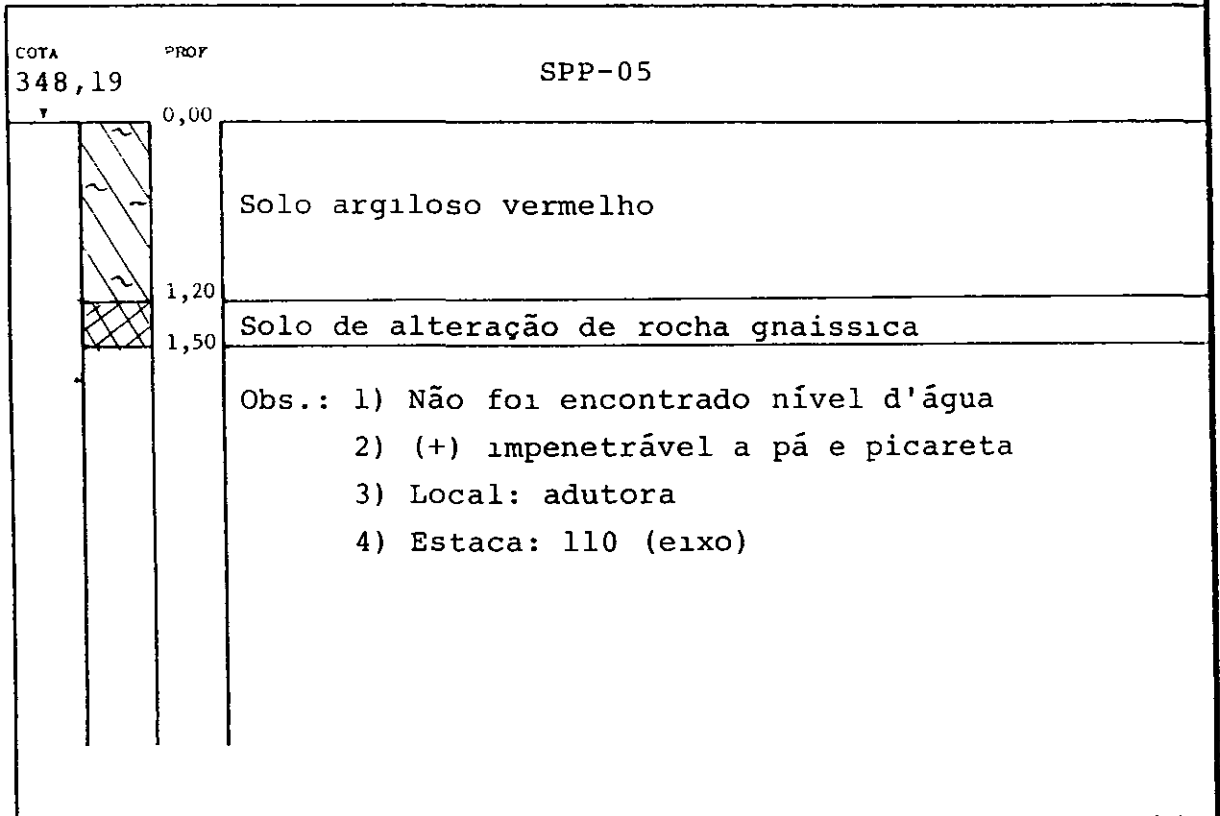 COTA PROF
348,19 SPP-05
0,00
Solo argiloso vermelho
1,20
Solo de alteração de rocha gnaissica
1,50
Obs.: 1) Não foi encontrado nível d'água
2) (+) impenetrável a pá e picareta
3) Local: adutora
4) Estaca: 110 (eixo)